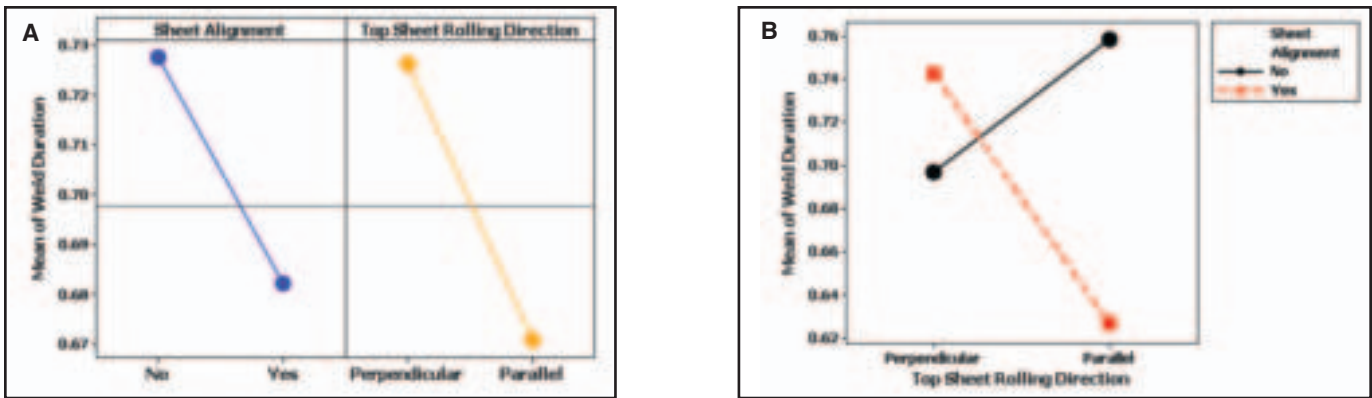 A
Sheet Alignment
Top Sheet Rolling Direction
Mean of Weld Duration
0.73
0.72
0.71
0.70
0.69
0.68
0.67
No
Yes
Perpendicular
Parallel
B
Mean of Weld Duration
0.76
0.74
0.72
0.70
0.68
0.66
0.64
0.62
Perpendicular
Parallel
Top Sheet Rolling Direction
Sheet
Alignment
No
Yes